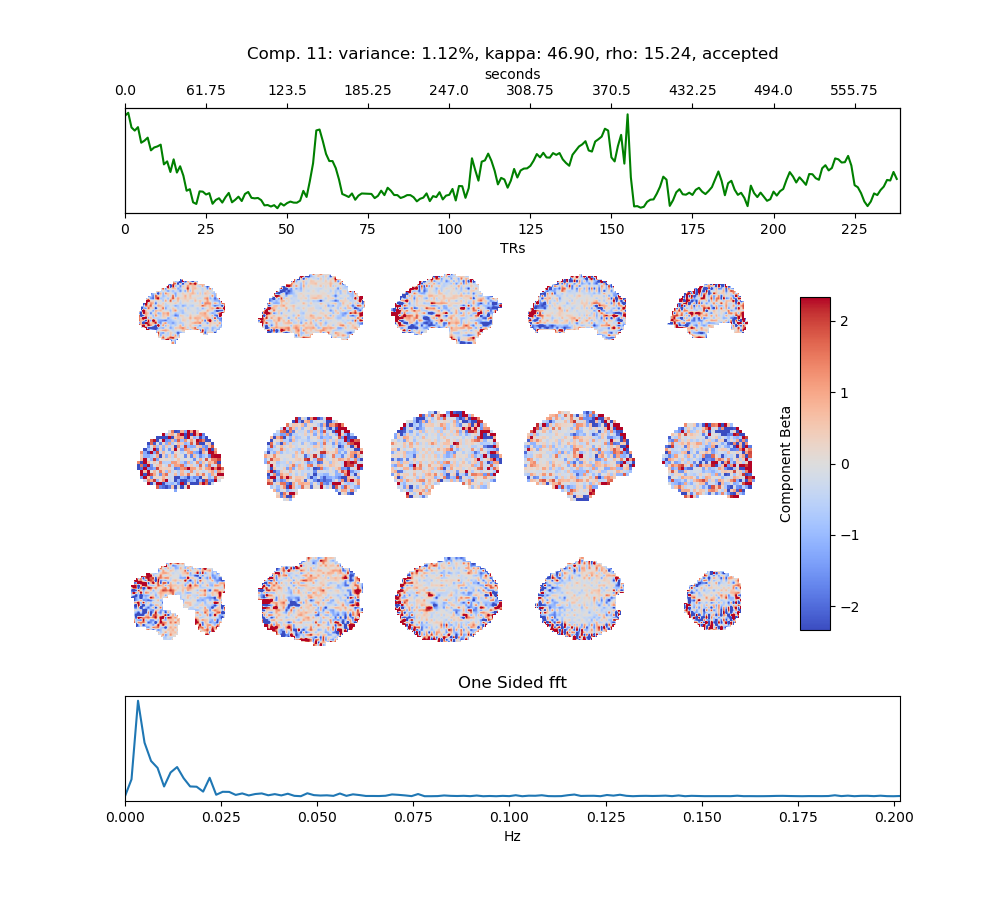 Comp. 11: variance: 1.12%, kappa: 46.90, rho: 15.24, accepted
seconds
0.0 61.75 123.5 185.25 247.0 308.75 370.5 432.25 494.0 555.75
0 25 50 75 100 125 150 175 200 225
TRs
2
1
0
−1
−2
Component Beta
One Sided fft
0.000 0.025 0.050 0.075 0.100 0.125 0.150 0.175 0.200
Hz